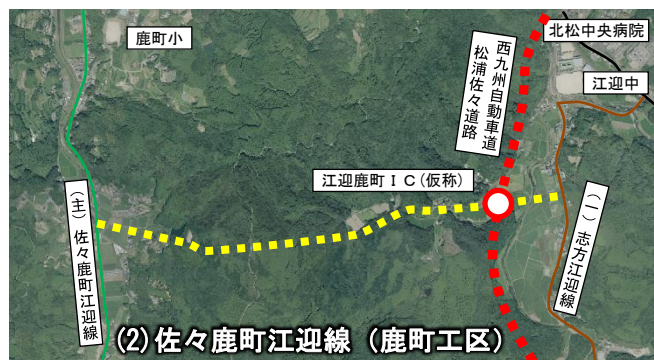 鹿町小
北松中央病院
江迎中
西九州自動車道
松浦佐々道路
江迎鹿町IC(仮称)
(主)佐々鹿町江迎線
(一)志方江迎線
(2)佐々鹿町江迎線(鹿町工区)